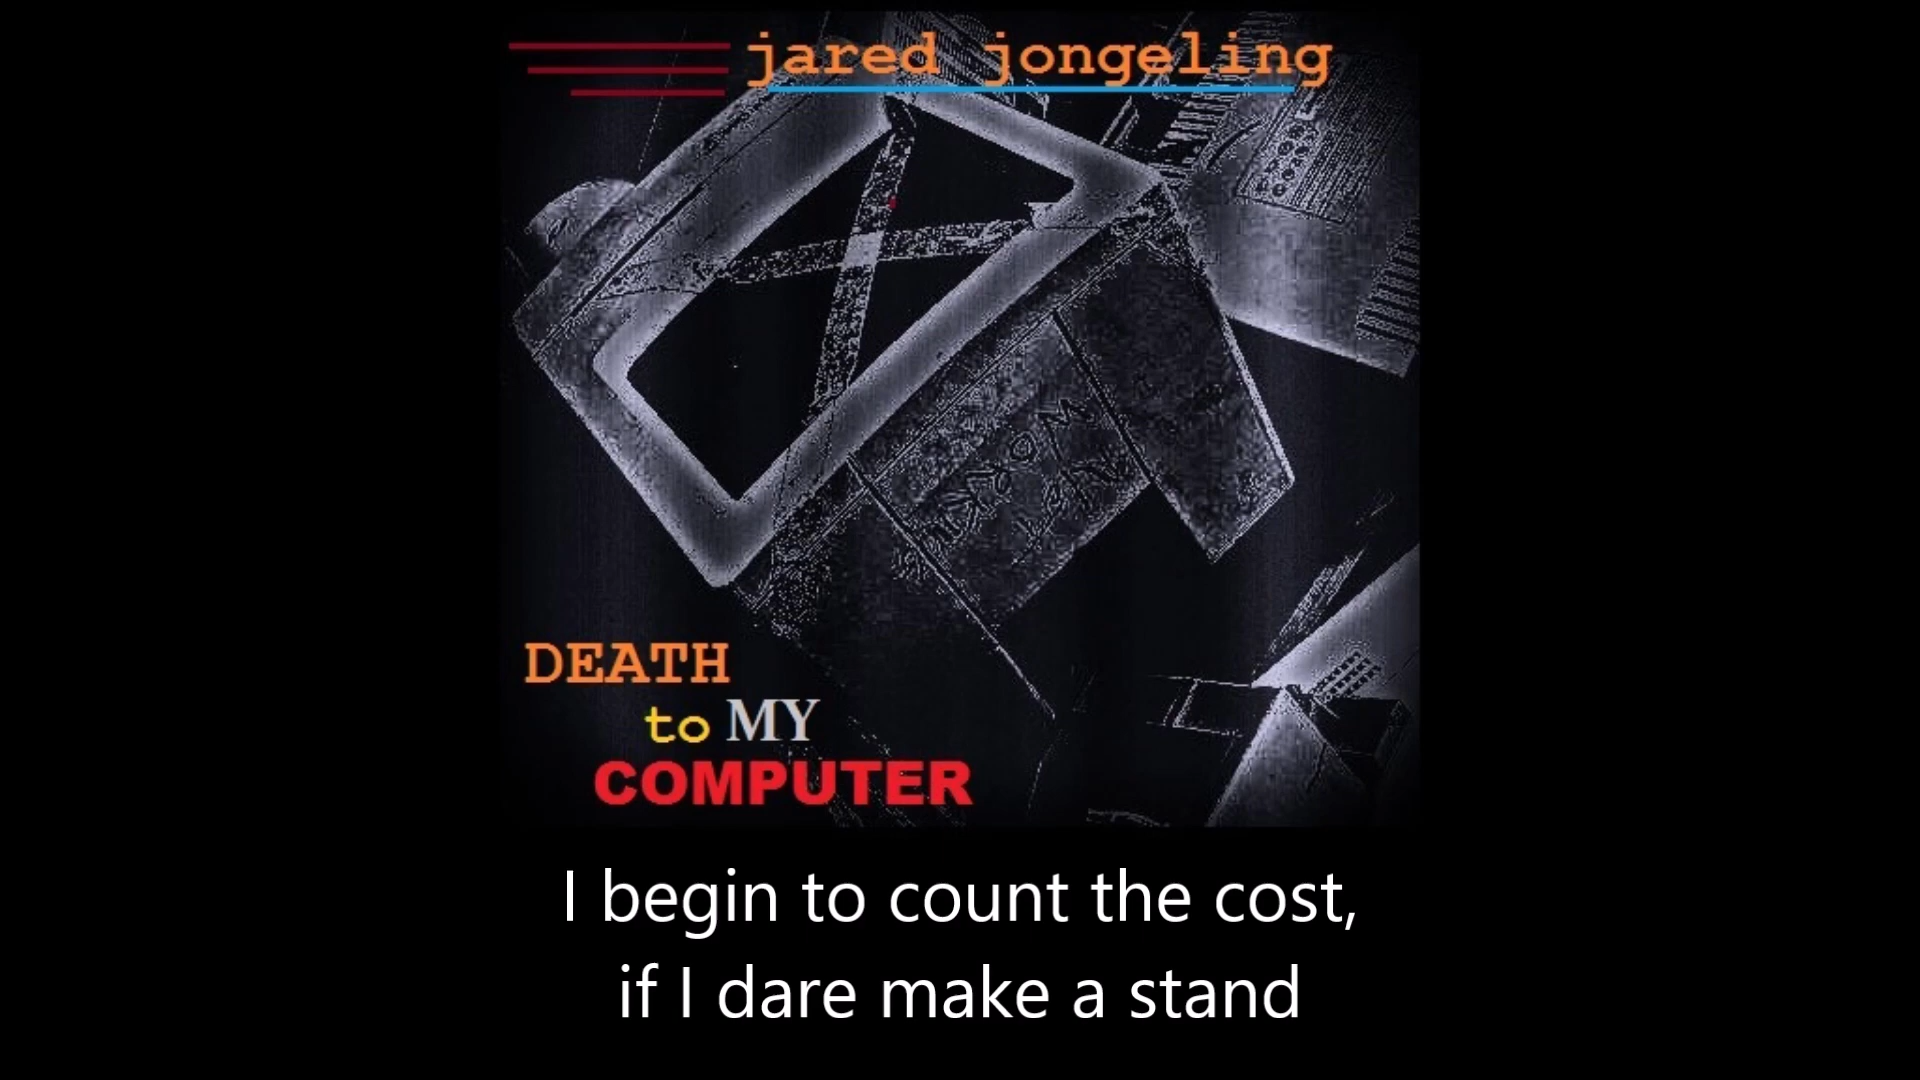 jared jongeling
DEATH
to MY
COMPUTER
I begin to count the cost,
if I dare make a stand